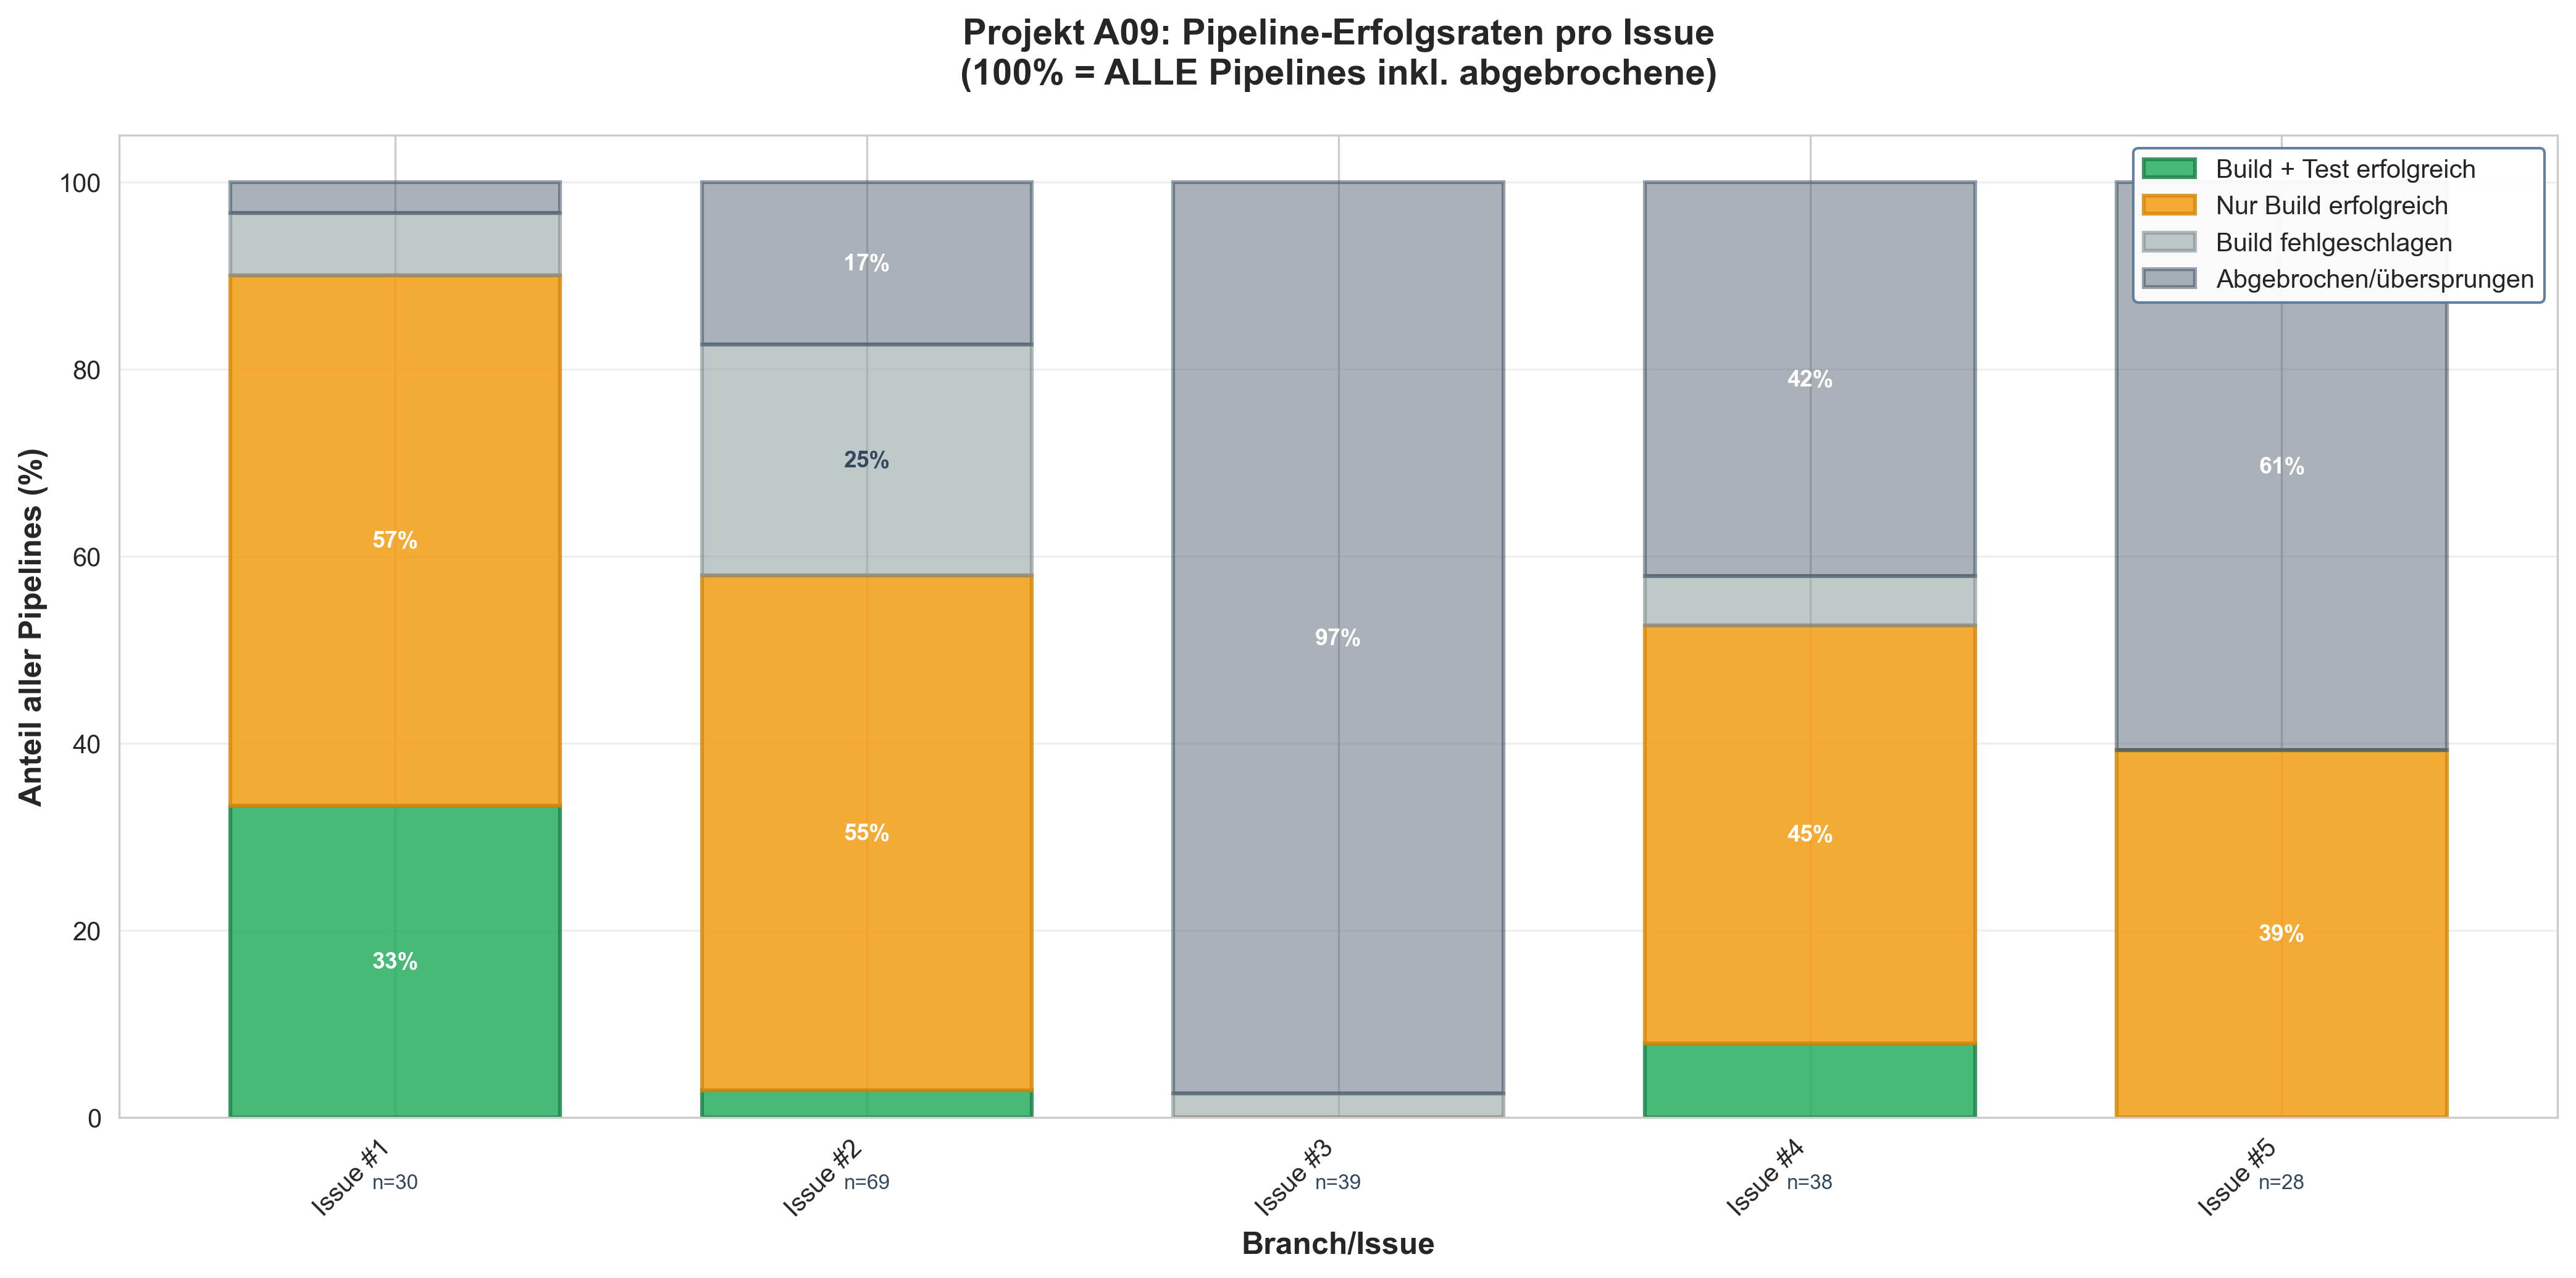 Projekt A09: Pipeline-Erfolgsraten pro Issue
(100% = ALLE Pipelines inkl. abgebrochene)
Build + Test erfolgreich
Nur Build erfolgreich
Build fehlgeschlagen
Abgebrochen/übersprungen
Anteil aller Pipelines (%)
100
80
60
40
20
0
57%
33%
17%
25%
55%
97%
42%
45%
61%
39%
Issue #1
n=30
Issue #2
n=69
Issue #3
n=39
Issue #4
n=38
Issue #5
n=28
Branch/Issue